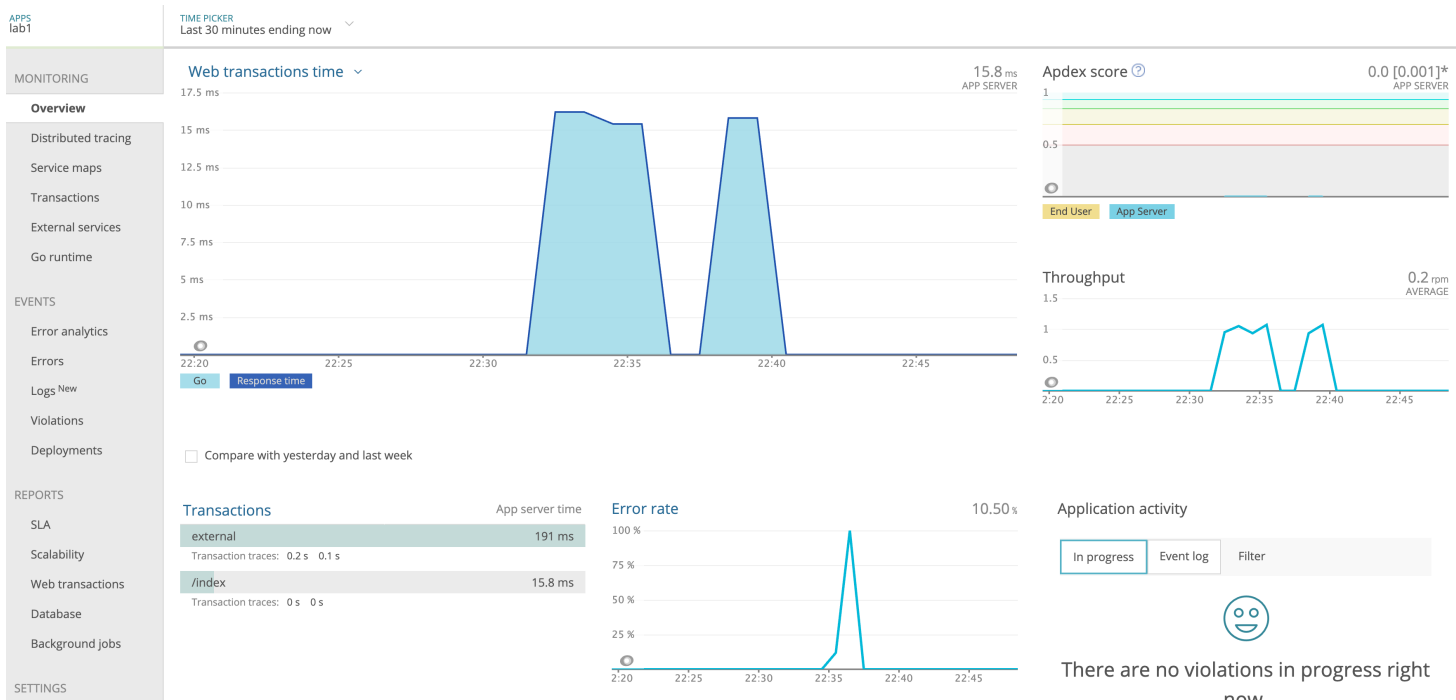 APPS
lab1
TIME PICKER
Last 30 minutes ending now
MONITORING
Overview
Distributed tracing
Service maps
Transactions
External services
Go runtime
EVENTS
Error analytics
Errors
Logs New
Violations
Deployments
REPORTS
SLA
Scalability
Web transactions
Database
Background jobs
SETTINGS
Web transactions time
15.8 ms
APP SERVER
17.5 ms
15 ms
12.5 ms
10 ms
7.5 ms
5 ms
2.5 ms
22:20 22:25 22:30 22:35 22:40 22:45
Go Response time
Compare with yesterday and last week
Apdex score ?
0.0 [0.001]*
APP SERVER
1
0.5
End User App Server
Throughput
0.2 rpm
AVERAGE
1.5
1
0.5
2:20 22:25 22:30 22:35 22:40 22:45
Transactions App server time
external 191 ms
Transaction traces: 0.2 s 0.1 s
/index 15.8 ms
Transaction traces: 0 s 0 s
Error rate 10.50 %
100 %
75 %
50 %
25 %
2:20 22:25 22:30 22:35 22:40 22:45
Application activity
In progress Event log Filter
There are no violations in progress right
now